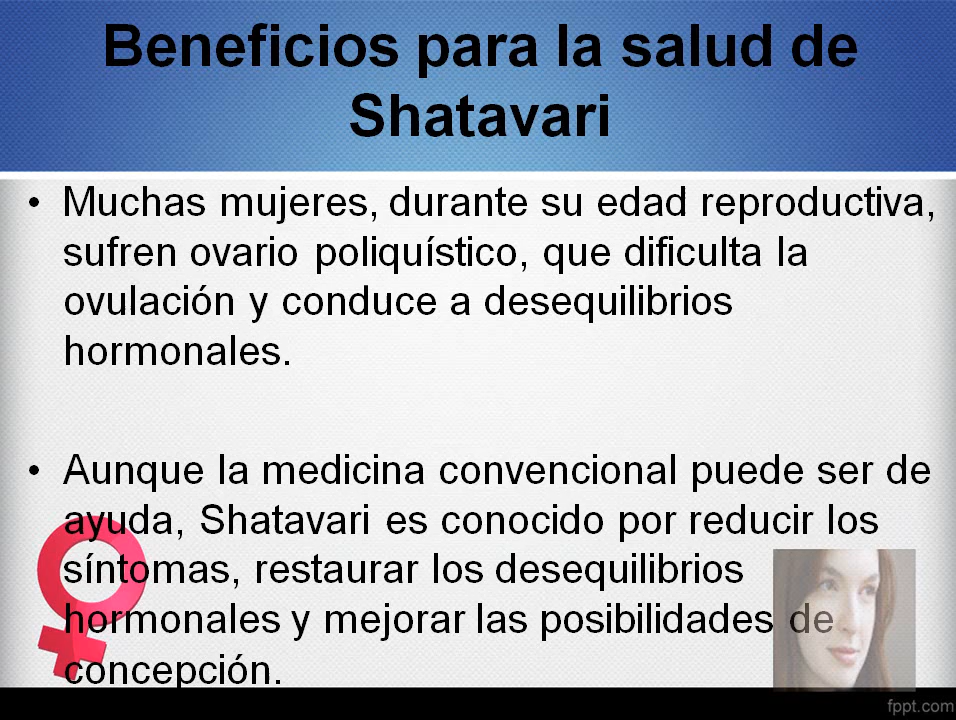 Beneficios para la salud de
Shatavari
• Muchas mujeres, durante su edad reproductiva,
sufren ovario poliquístico, que dificulta la
ovulación y conduce a desequilibrios
hormonales.
• Aunque la medicina convencional puede ser de
ayuda, Shatavari es conocido por reducir los
síntomas, restaurar los desequilibrios
hormonales y mejorar las posibilidades de
concepción.
fppt.com